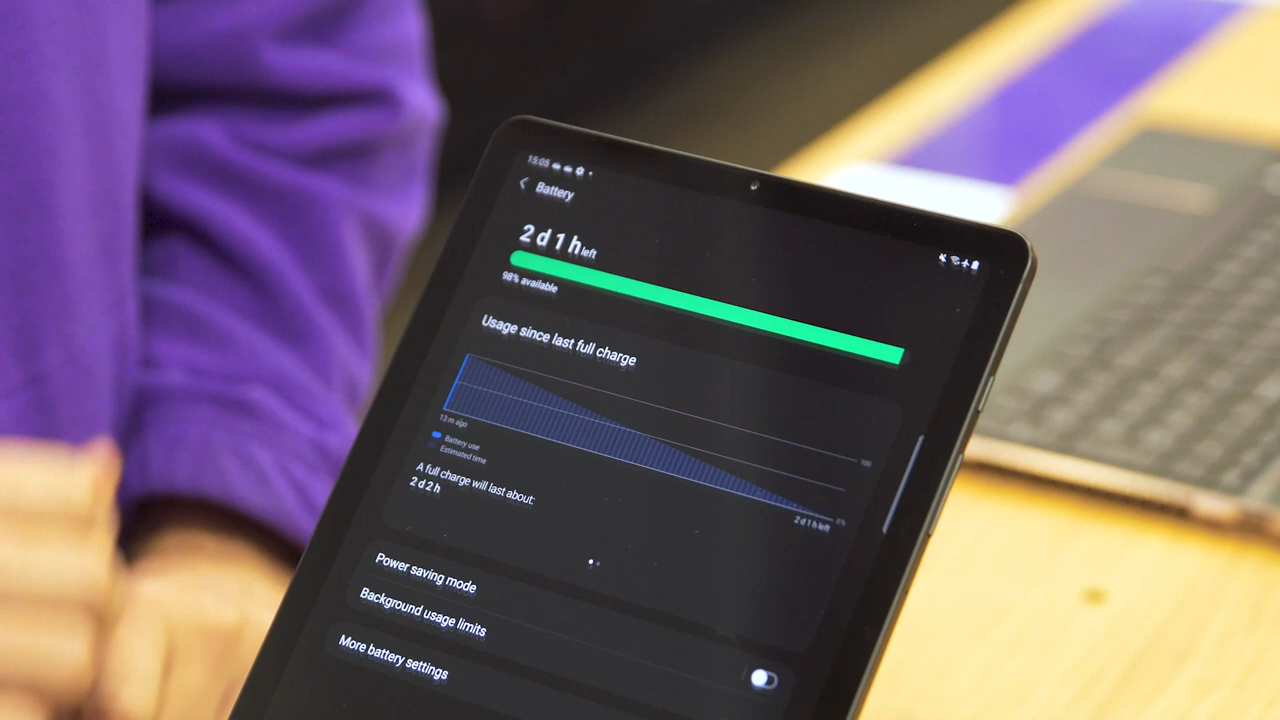 15:05
Battery
2 d 1 h left
98% available
Usage since last full charge
100
0%
13 m ago
2 d 1 h left
Battery use
Estimated time
A full charge will last about:
2 d 2 h
Power saving mode
Background usage limits
More battery settings